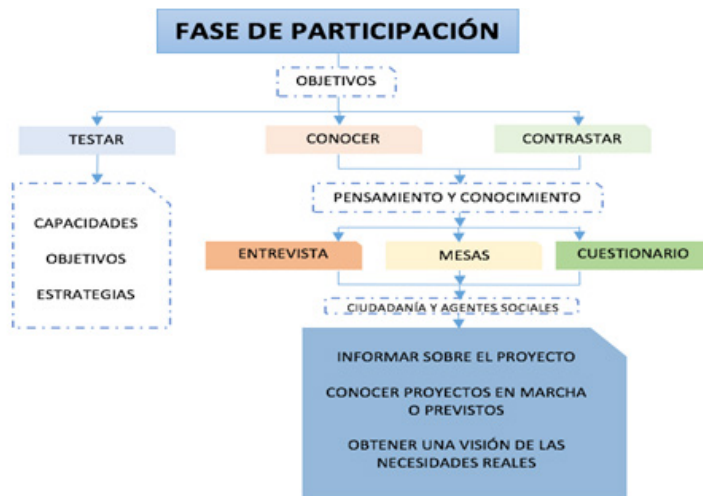 FASE DE PARTICIPACIÓN
OBJETIVOS
TESTAR
CONOCER
CONTRASTAR
CAPACIDADES
OBJETIVOS
ESTRATEGIAS
PENSAMIENTO Y CONOCIMIENTO
ENTREVISTA
MESAS
CUESTIONARIO
CIUDADANÍA Y AGENTES SOCIALES
INFORMAR SOBRE EL PROYECTO
CONOCER PROYECTOS EN MARCHA
O PREVISTOS
OBTENER UNA VISIÓN DE LAS
NECESIDADES REALES